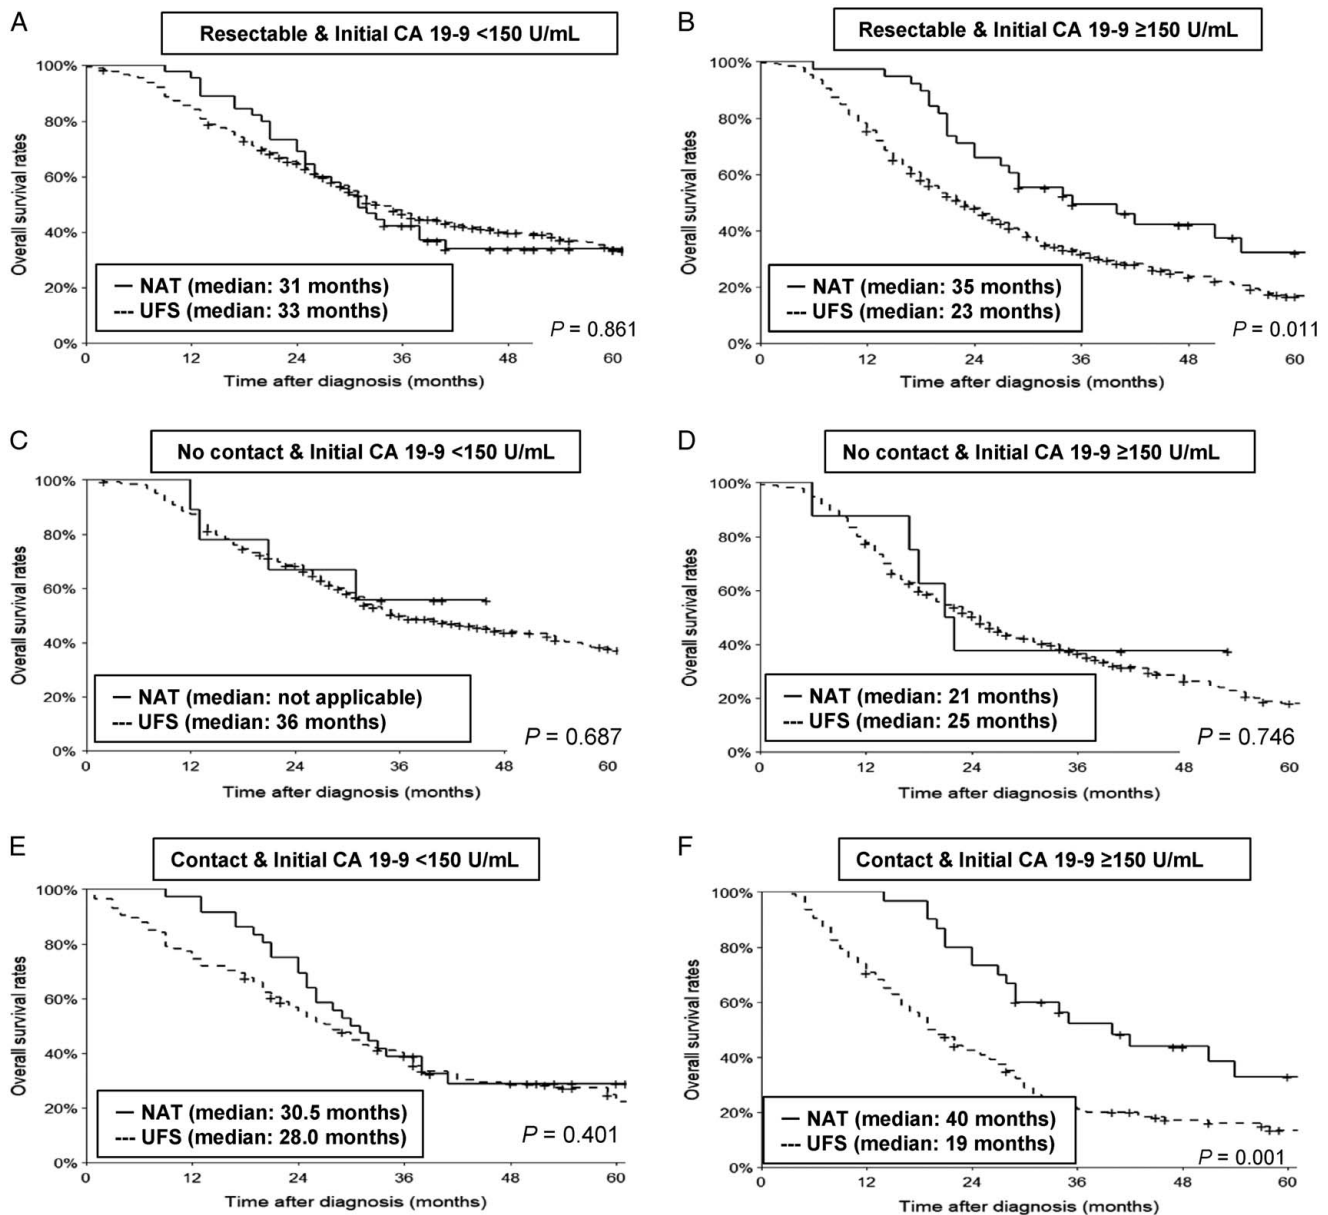 A
Resectable & Initial CA 19-9 <150 U/mL
Overall survival rates
100%
80%
60%
40%
20%
0%
NAT (median: 31 months)
UFS (median: 33 months)
P = 0.861
0 12 24 36 48 60
Time after diagnosis (months)
B
Resectable & Initial CA 19-9 ≥150 U/mL
Overall survival rates
100%
80%
60%
40%
20%
0%
NAT (median: 35 months)
UFS (median: 23 months)
P = 0.011
0 12 24 36 48 60
Time after diagnosis (months)
C
No contact & Initial CA 19-9 <150 U/mL
Overall survival rates
100%
80%
60%
40%
20%
0%
NAT (median: not applicable)
UFS (median: 36 months)
P = 0.687
0 12 24 36 48 60
Time after diagnosis (months)
D
No contact & Initial CA 19-9 ≥150 U/mL
Overall survival rates
100%
80%
60%
40%
20%
0%
NAT (median: 21 months)
UFS (median: 25 months)
P = 0.746
0 12 24 36 48 60
Time after diagnosis (months)
E
Contact & Initial CA 19-9 <150 U/mL
Overall survival rates
100%
80%
60%
40%
20%
0%
NAT (median: 30.5 months)
UFS (median: 28.0 months)
P = 0.401
0 12 24 36 48 60
Time after diagnosis (months)
F
Contact & Initial CA 19-9 ≥150 U/mL
Overall survival rates
100%
80%
60%
40%
20%
0%
NAT (median: 40 months)
UFS (median: 19 months)
P = 0.001
0 12 24 36 48 60
Time after diagnosis (months)